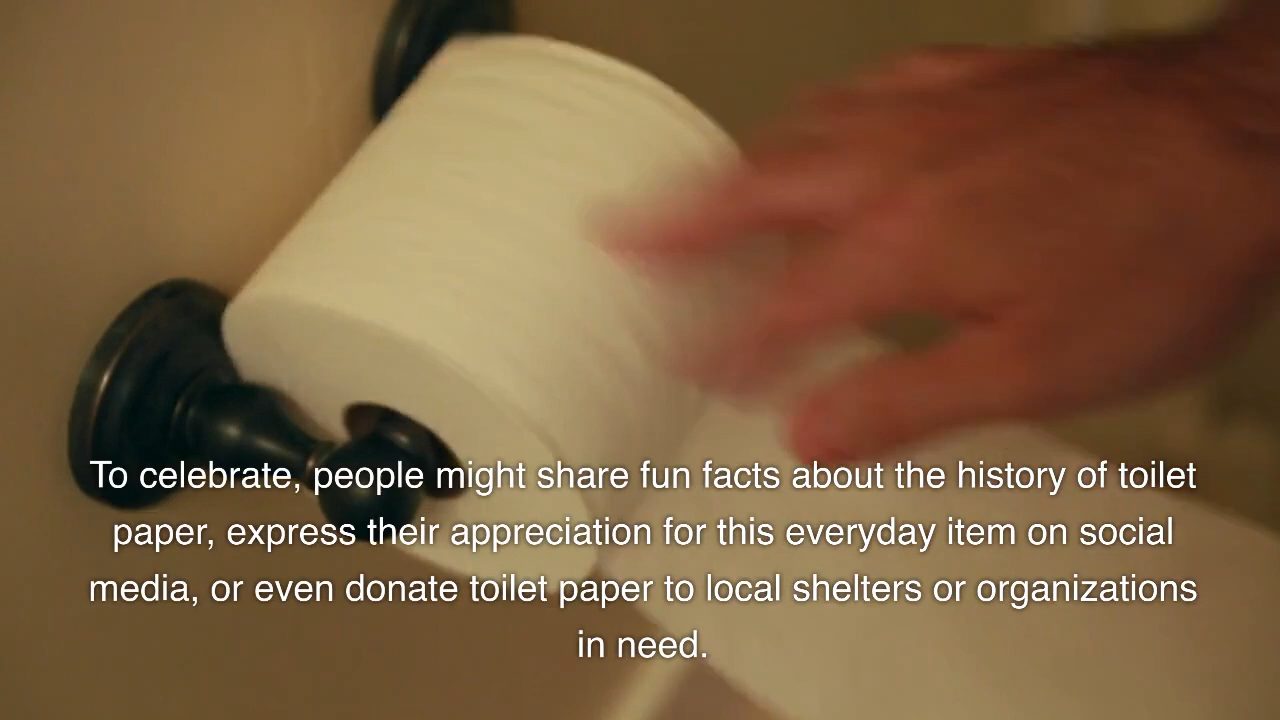 To celebrate, people might share fun facts about the history of toilet
paper, express their appreciation for this everyday item on social
media, or even donate toilet paper to local shelters or organizations
in need.